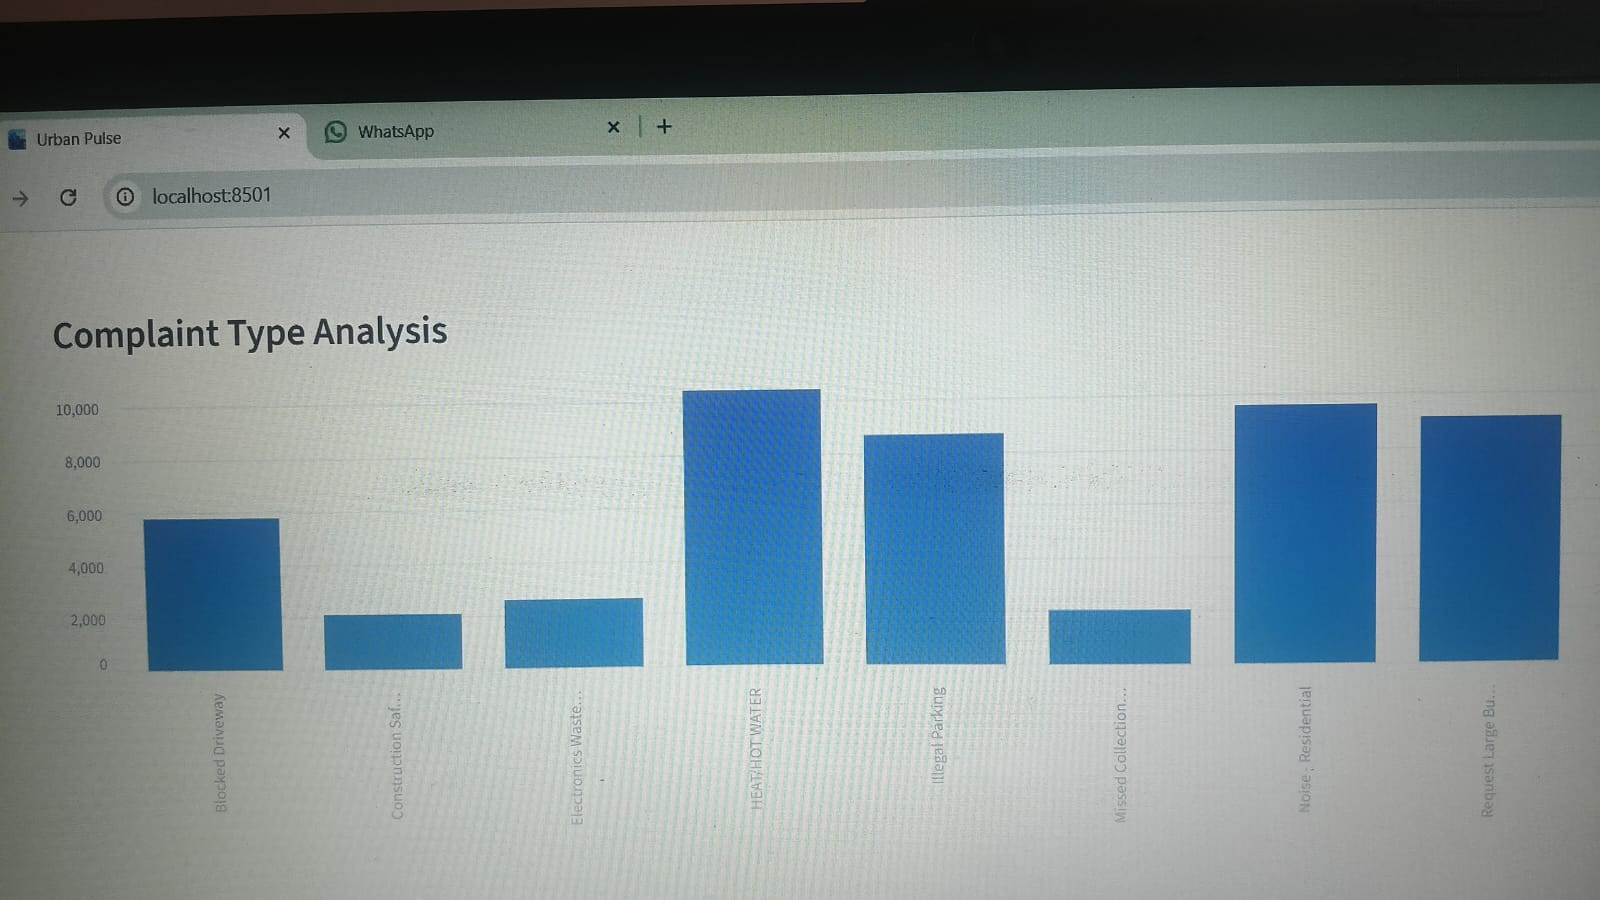 Urban Pulse
WhatsApp
localhost:8501
Complaint Type Analysis
10,000
8,000
6,000
4,000
2,000
0
Blocked Driveway
Construction Saf...
Electronics Waste...
HEAT/HOT WATER
Illegal Parking
Missed Collection...
Noise - Residential
Request Large Bu...